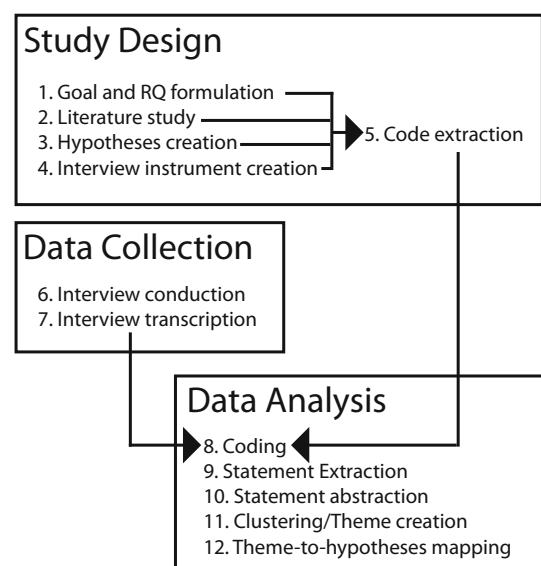 Study Design
1. Goal and RQ formulation
2. Literature study
3. Hypotheses creation
4. Interview instrument creation
5. Code extraction
Data Collection
6. Interview conduction
7. Interview transcription
Data Analysis
8. Coding
9. Statement Extraction
10. Statement abstraction
11. Clustering/Theme creation
12. Theme-to-hypotheses mapping